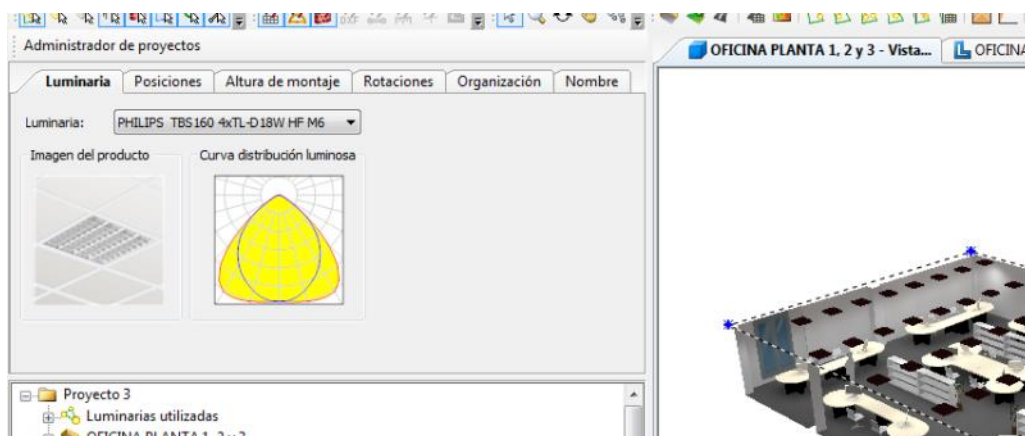 Administrador de proyectos
OFICINA PLANTA 1, 2 y 3 - Vista...
OFICINA
Luminaria
Posiciones
Altura de montaje
Rotaciones
Organización
Nombre
Luminaria:
PHILIPS TBS160 4xTL-D18W HF M6
Imagen del producto
Curva distribución luminosa
Proyecto 3
Luminarias utilizadas
OFICINA PLANTA 1, 2 y 3